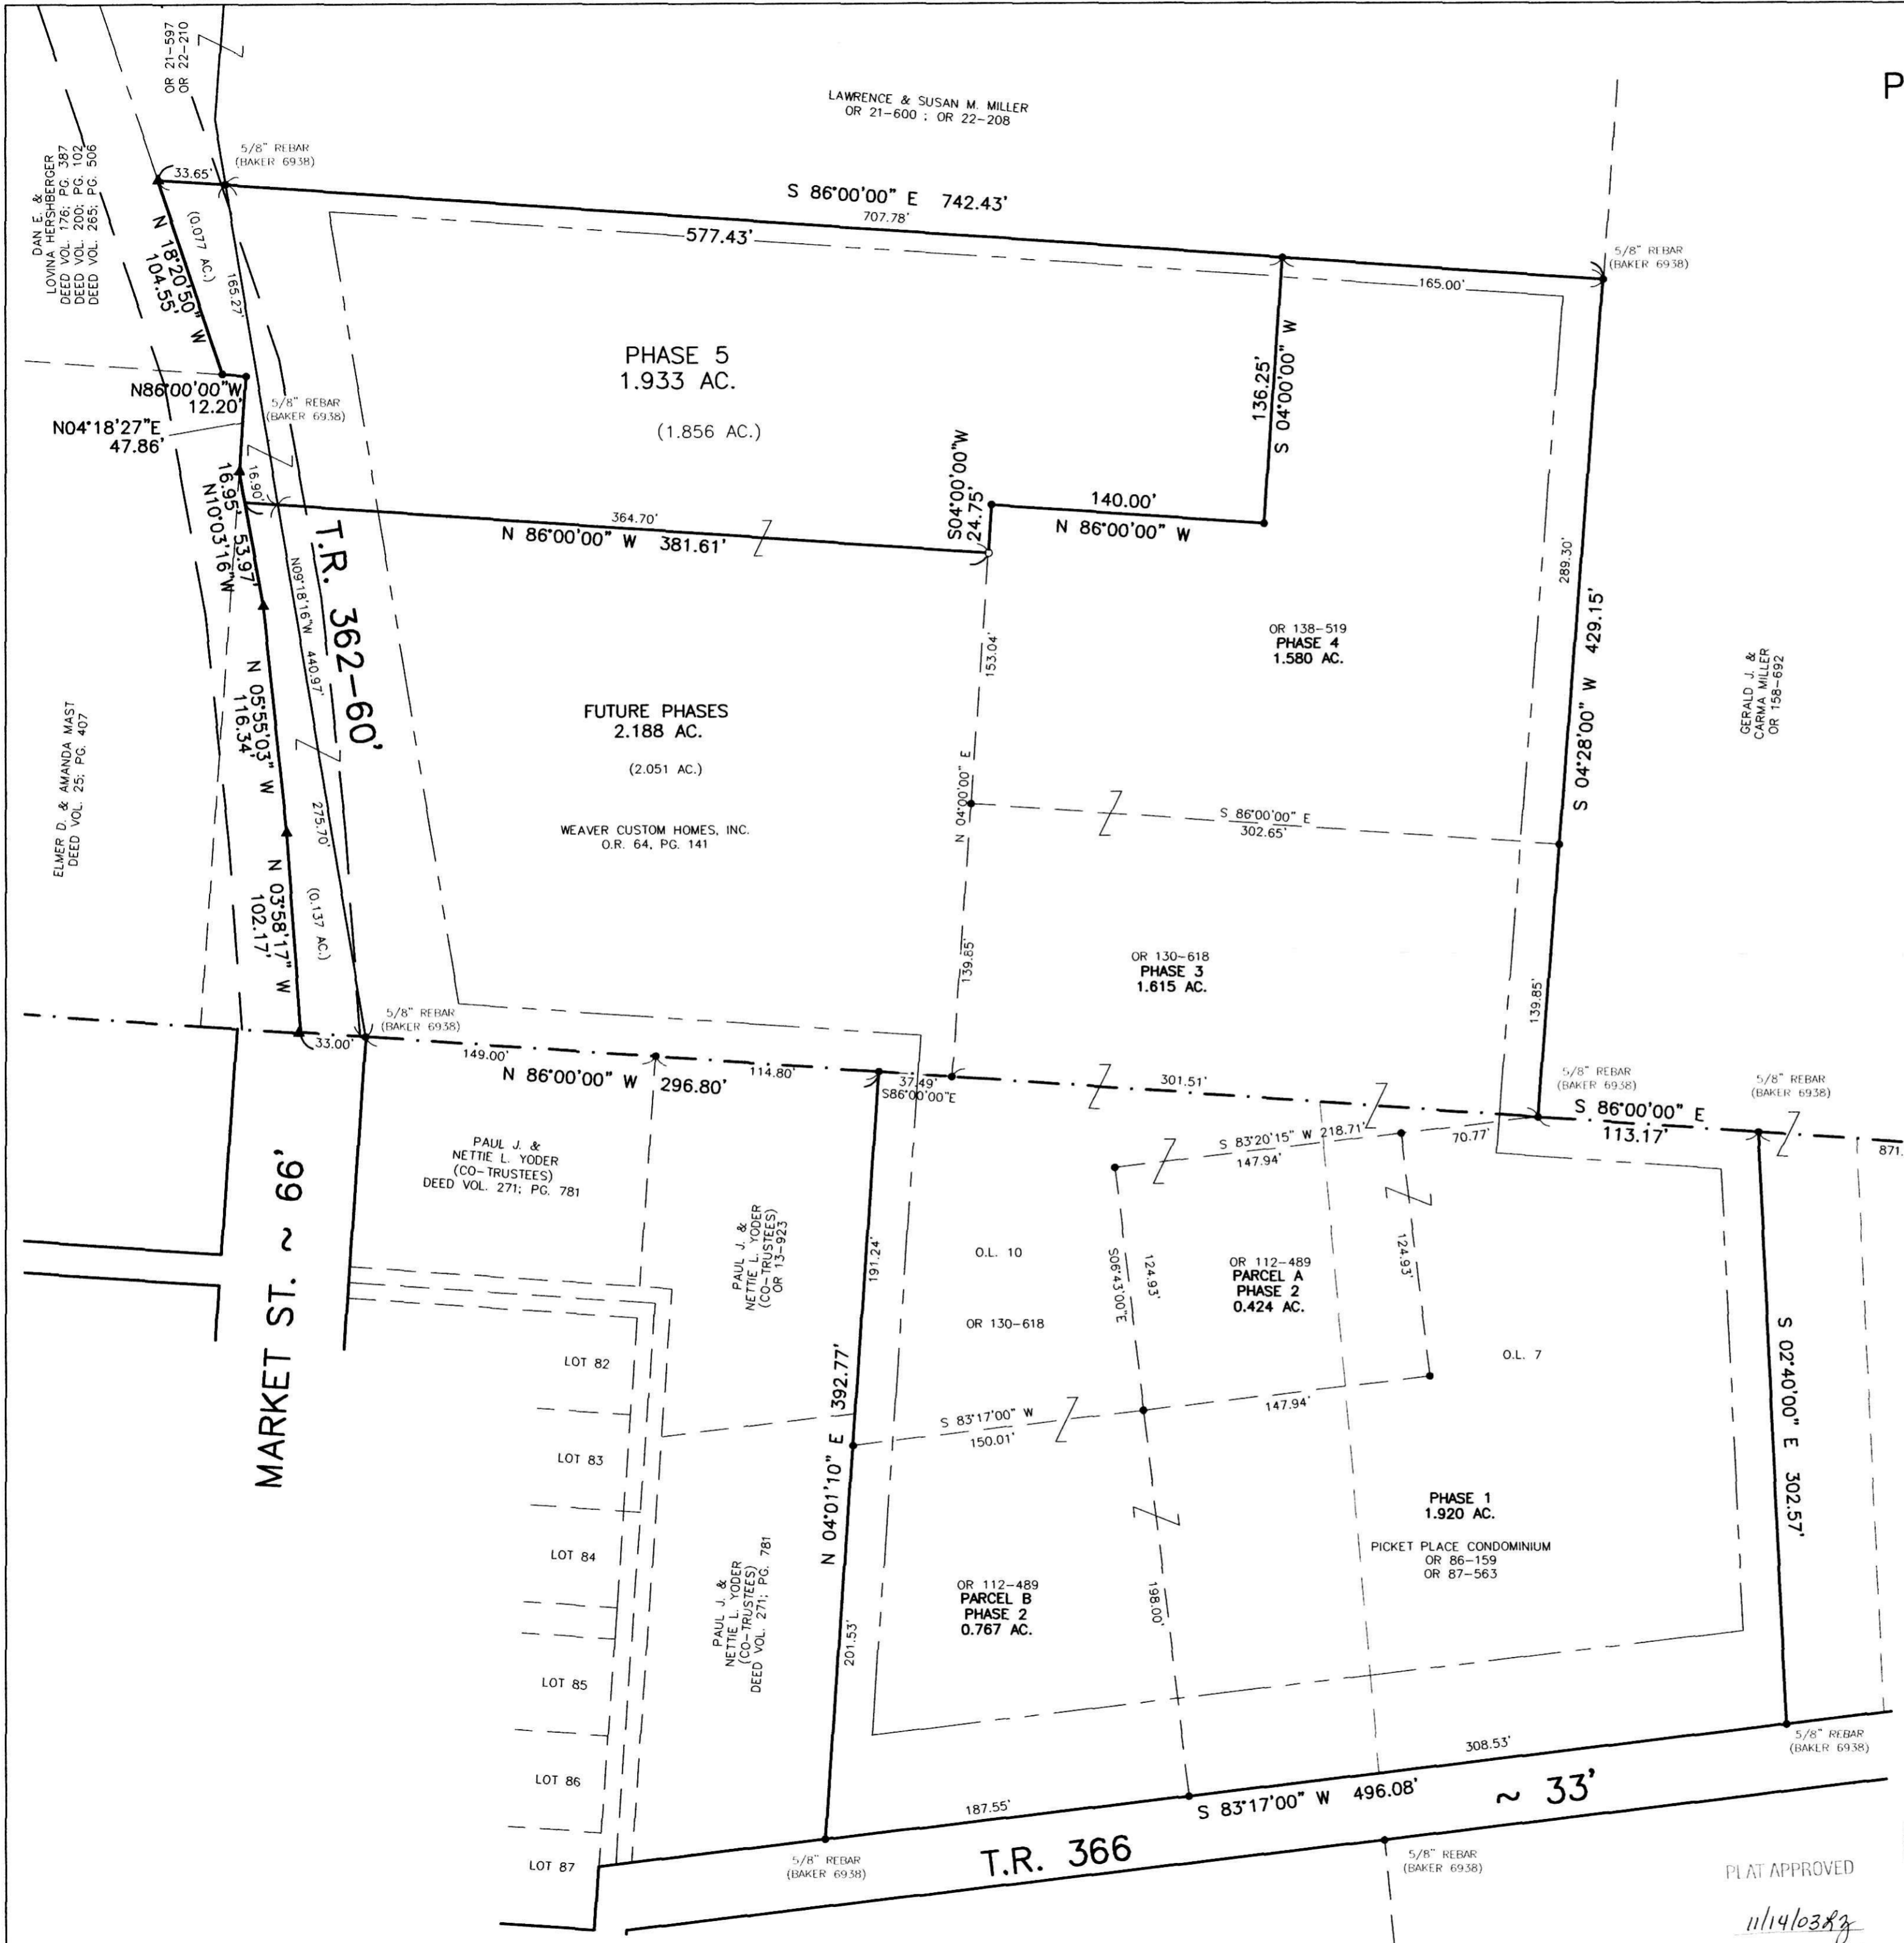 P
OR 21-597
OR 22-210
LAWRENCE & SUSAN M. MILLER
OR 21-600 ; OR 22-208
DAN E. &
LOVINA HERSHBERGER
DEED VOL. 176; PG. 387
DEED VOL. 200; PG. 102
DEED VOL. 265; PG. 506
5/8" REBAR
(BAKER 6938)
33.65'
S 86°00'00" E 742.43'
707.78'
577.43'
165.00'
5/8" REBAR
(BAKER 6938)
N 18°20'50" W
104.55'
(0.077 AC.)
165.27'
N86°00'00"W
12.20'
5/8" REBAR
(BAKER 6938)
N04°18'27"E
47.86'
PHASE 5
1.933 AC.
(1.856 AC.)
136.25'
S 04°00'00" W
S04°00'00"W
24.75'
140.00'
N 86°00'00" W
16.90'
16.95'
53.97'
N10°03'16"W
364.70'
N 86°00'00" W 381.61'
T.R. 362-60'
N09°18'16"W 440.97'
289.30'
S 04°28'00" W 429.15'
153.04'
OR 138-519
PHASE 4
1.580 AC.
GERALD J. &
CARMA MILLER
OR 158-692
N 05°55'03" W
116.34'
FUTURE PHASES
2.188 AC.
(2.051 AC.)
WEAVER CUSTOM HOMES, INC.
O.R. 64, PG. 141
ELMER D. & AMANDA MAST
DEED VOL. 25; PG. 407
N 04°00'00" E
S 86°00'00" E
302.65'
275.70'
N 03°58'17" W
102.17'
(0.137 AC.)
139.85'
OR 130-618
PHASE 3
1.615 AC.
139.85'
5/8" REBAR
(BAKER 6938)
33.00'
149.00'
N 86°00'00" W 296.80'
114.80'
37.49'
S86°00'00"E
301.51'
5/8" REBAR
(BAKER 6938)
5/8" REBAR
(BAKER 6938)
S 86°00'00" E
113.17'
871.
S 83°20'15" W 218.71'
147.94'
70.77'
PAUL J. &
NETTIE L. YODER
(CO-TRUSTEES)
DEED VOL. 271; PG. 781
MARKET ST. ~ 66'
PAUL J. &
NETTIE L. YODER
(CO-TRUSTEES)
OR 13-923
191.24'
O.L. 10
OR 130-618
S06°43'00"E
124.93'
OR 112-489
PARCEL A
PHASE 2
0.424 AC.
124.93'
O.L. 7
S 02°40'00" E 302.57'
LOT 82
LOT 83
LOT 84
LOT 85
LOT 86
LOT 87
N 04°01'10" E 392.77'
S 83°17'00" W
150.01'
147.94'
PHASE 1
1.920 AC.
PICKET PLACE CONDOMINIUM
OR 86-159
OR 87-563
PAUL J. &
NETTIE L. YODER
(CO-TRUSTEES)
DEED VOL. 271; PG. 781
OR 112-489
PARCEL B
PHASE 2
0.767 AC.
198.00'
201.53'
187.55'
308.53'
S 83°17'00" W 496.08'
~ 33'
T.R. 366
5/8" REBAR
(BAKER 6938)
5/8" REBAR
(BAKER 6938)
5/8" REBAR
(BAKER 6938)
PLAT APPROVED
11/14/03